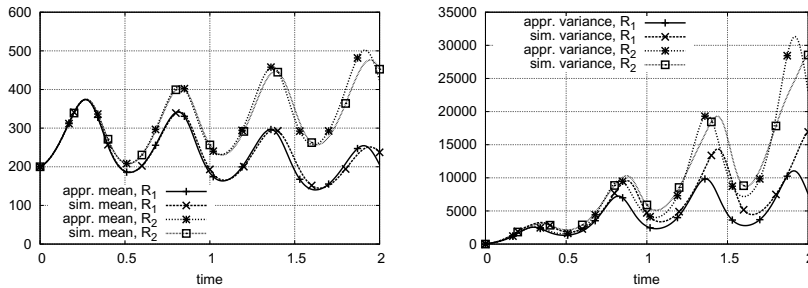 600
500
400
300
200
100
0
0
0.5
1
1.5
2
time
appr. mean, R1
sim. mean, R1
appr. mean, R2
sim. mean, R2
35000
30000
25000
20000
15000
10000
5000
0
0
0.5
1
1.5
2
time
appr. variance, R1
sim. variance, R1
appr. variance, R2
sim. variance, R2